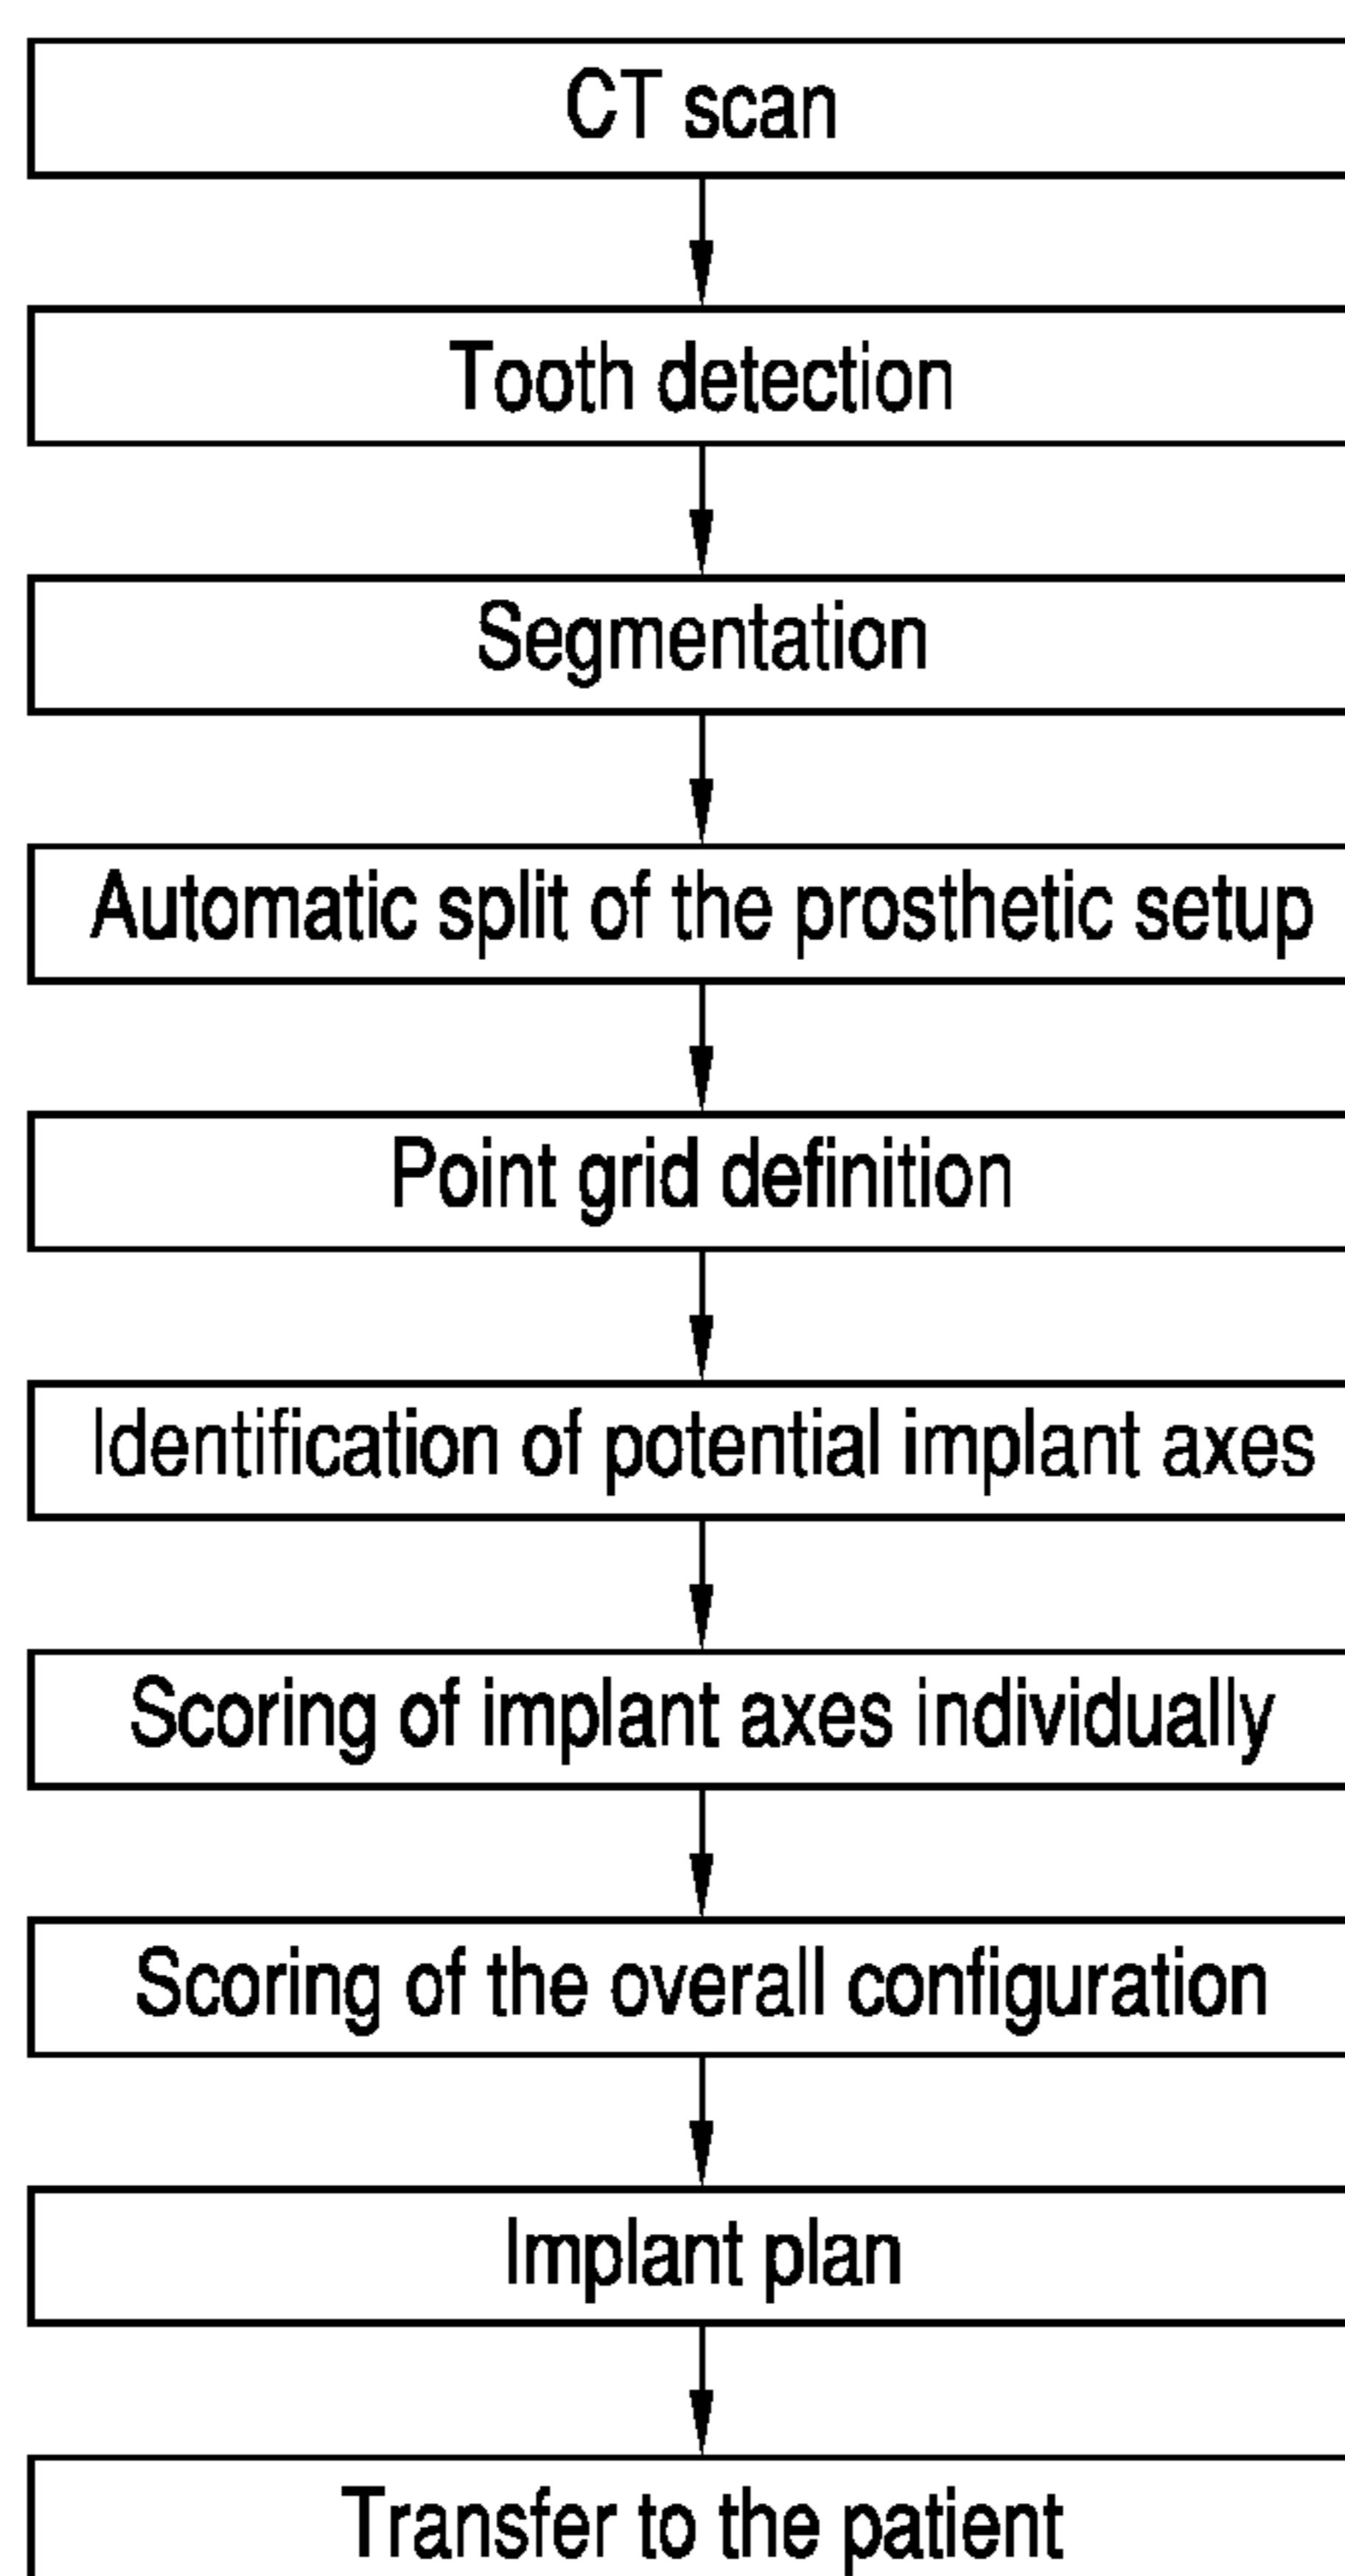 CT scan
Tooth detection
Segmentation
Automatic split of the prosthetic setup
Point grid definition
Identification of potential implant axes
Scoring of implant axes individually
Scoring of the overall configuration
Implant plan
Transfer to the patient